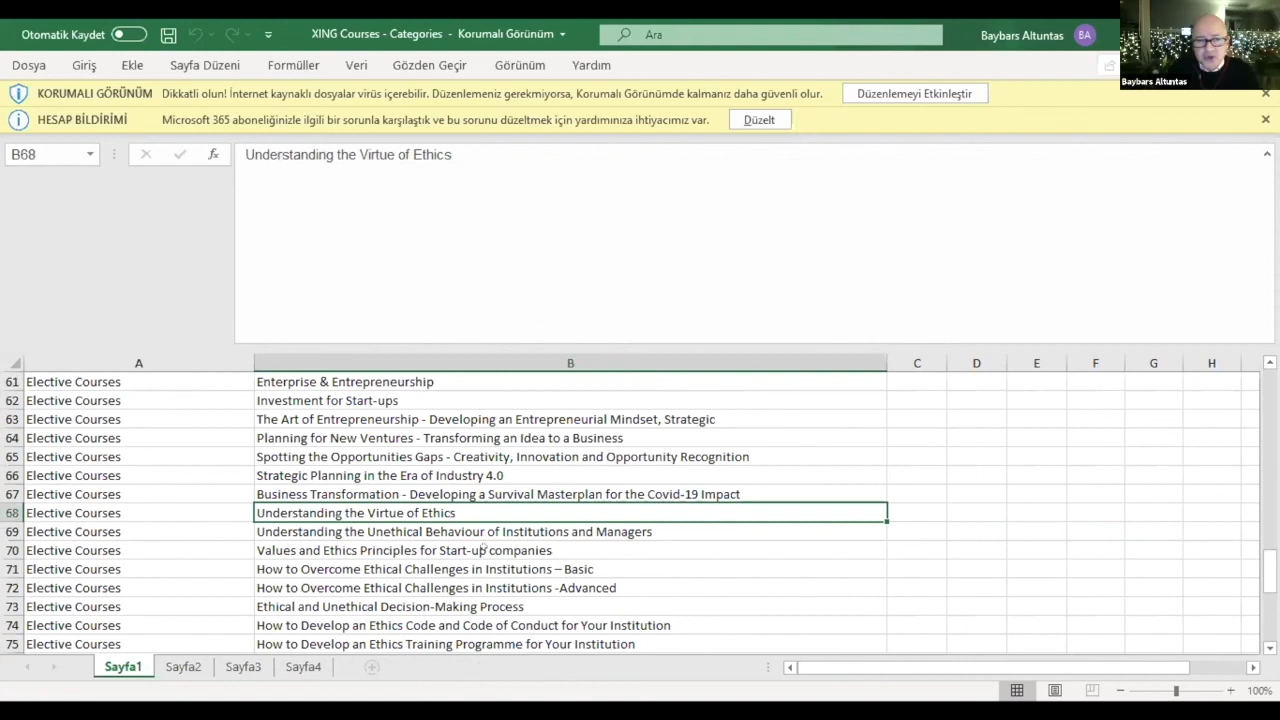 Otomatik Kaydet
XING Courses - Categories - Korumalı Görünüm
Ara
Baybars Altuntas BA
Baybars Altuntas
Dosya Giriş Ekle Sayfa Düzeni Formüller Veri Gözden Geçir Görünüm Yardım
KORUMALI GÖRÜNÜM Dikkatli olun! İnternet kaynaklı dosyalar virüs içerebilir. Düzenlemeniz gerekmiyorsa, Korumalı Görünümde kalmanız daha güvenli olur. Düzenlemeyi Etkinleştir
HESAP BİLDİRİMİ Microsoft 365 aboneliğinizle ilgili bir sorunla karşılaştık ve bu sorunu düzeltmek için yardımınıza ihtiyacımız var. Düzelt
B68 fx Understanding the Virtue of Ethics
A B C D E F G H
61 Elective Courses Enterprise & Entrepreneurship
62 Elective Courses Investment for Start-ups
63 Elective Courses The Art of Entrepreneurship - Developing an Entrepreneurial Mindset, Strategic
64 Elective Courses Planning for New Ventures - Transforming an Idea to a Business
65 Elective Courses Spotting the Opportunities Gaps - Creativity, Innovation and Opportunity Recognition
66 Elective Courses Strategic Planning in the Era of Industry 4.0
67 Elective Courses Business Transformation - Developing a Survival Masterplan for the Covid-19 Impact
68 Elective Courses Understanding the Virtue of Ethics
69 Elective Courses Understanding the Unethical Behaviour of Institutions and Managers
70 Elective Courses Values and Ethics Principles for Start-up companies
71 Elective Courses How to Overcome Ethical Challenges in Institutions – Basic
72 Elective Courses How to Overcome Ethical Challenges in Institutions -Advanced
73 Elective Courses Ethical and Unethical Decision-Making Process
74 Elective Courses How to Develop an Ethics Code and Code of Conduct for Your Institution
75 Elective Courses How to Develop an Ethics Training Programme for Your Institution
Sayfa1 Sayfa2 Sayfa3 Sayfa4
100%